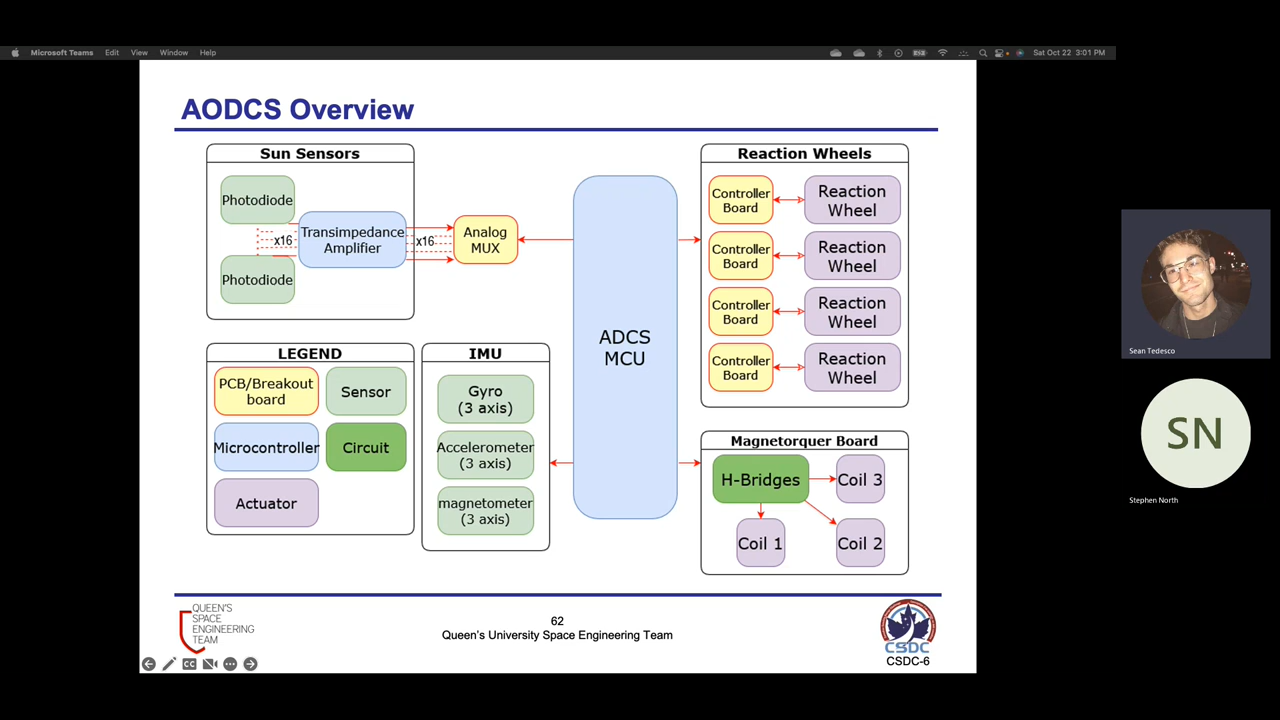 Microsoft Teams Edit View Window Help
Sat Oct 22 3:01 PM
AODCS Overview
Sun Sensors
Photodiode
x16
Photodiode
Transimpedance
Amplifier
x16
Analog
MUX
ADCS
MCU
Reaction Wheels
Controller
Board
Reaction
Wheel
Controller
Board
Reaction
Wheel
Controller
Board
Reaction
Wheel
Controller
Board
Reaction
Wheel
LEGEND
PCB/Breakout
board
Sensor
Microcontroller
Circuit
Actuator
IMU
Gyro
(3 axis)
Accelerometer
(3 axis)
magnetometer
(3 axis)
Magnetorquer Board
H-Bridges
Coil 3
Coil 1
Coil 2
QUEEN'S
SPACE
ENGINEERING
TEAM
62
Queen's University Space Engineering Team
CSDC
CSDC-6
CC
Sean Tedesco
SN
Stephen North